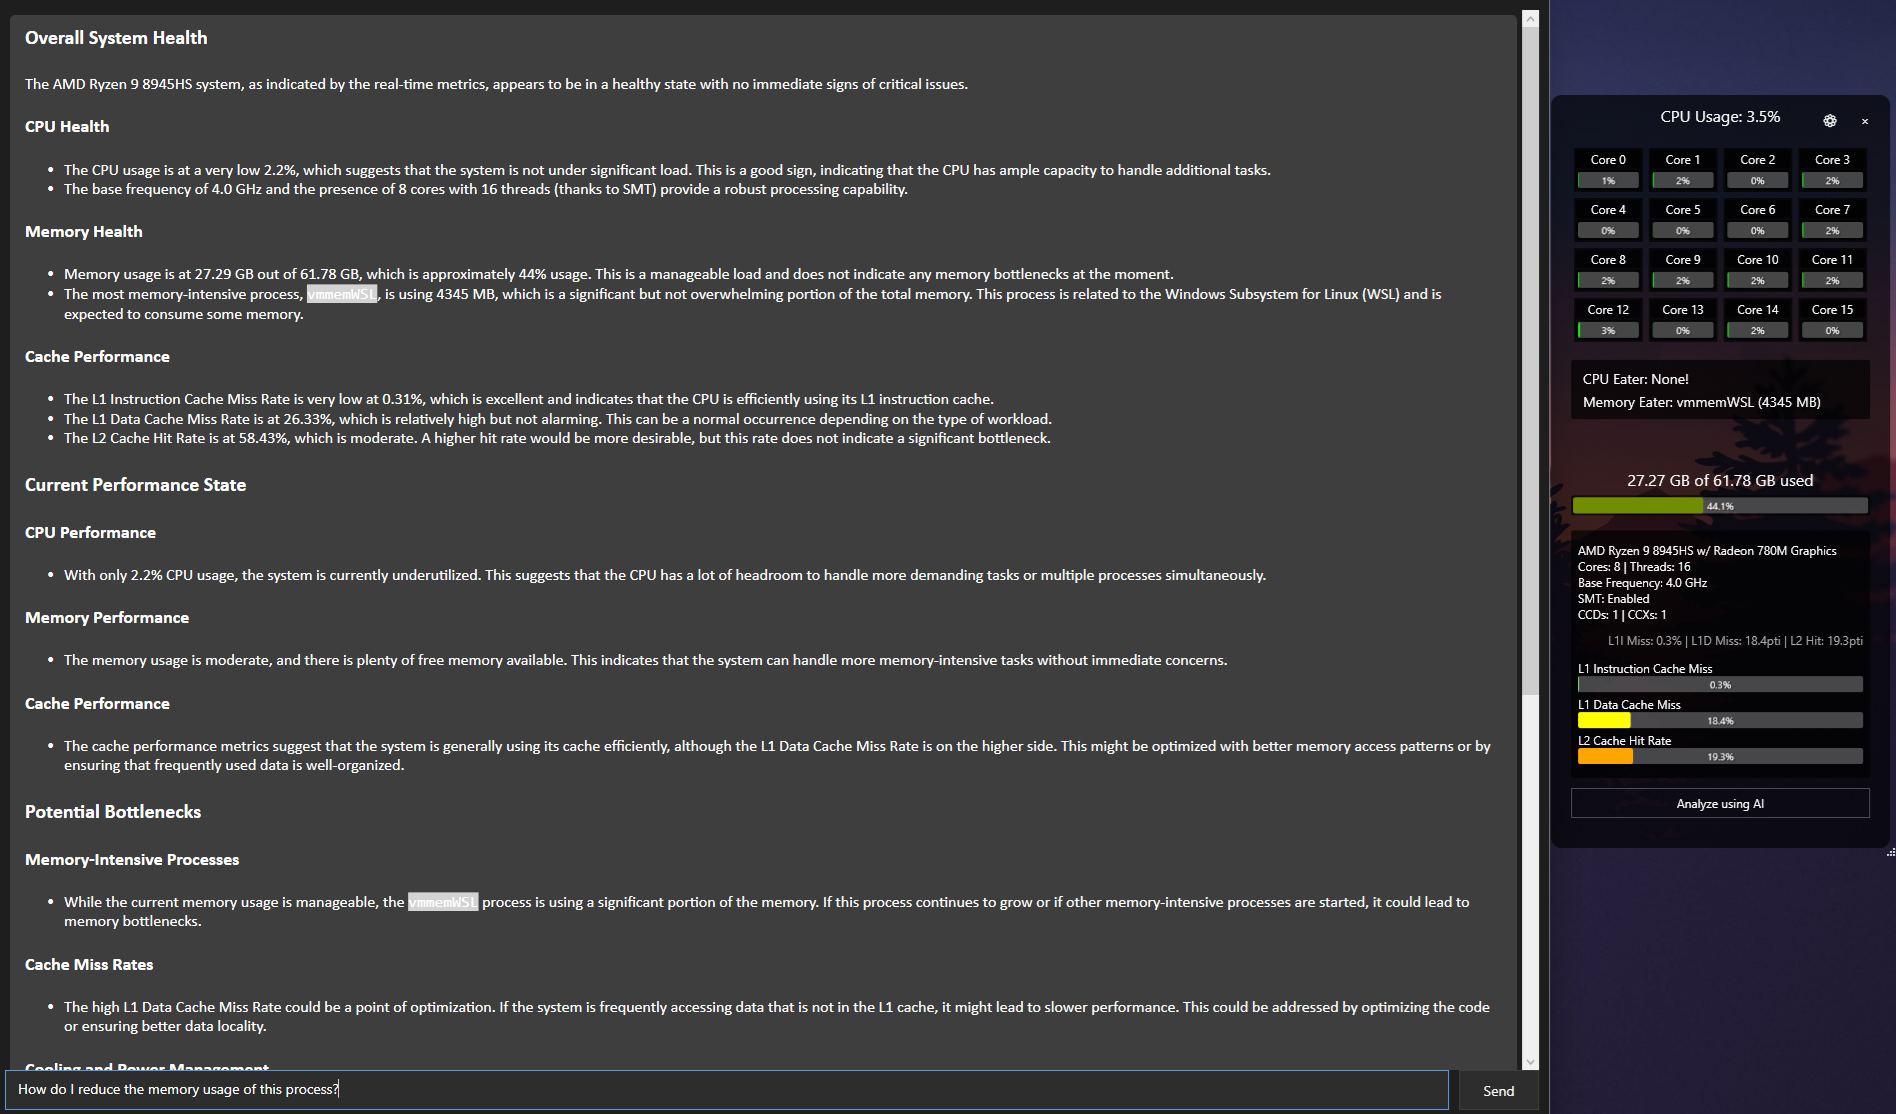 Overall System Health
The AMD Ryzen 9 8945HS system, as indicated by the real-time metrics, appears to be in a healthy state with no immediate signs of critical issues.
CPU Health
• The CPU usage is at a very low 2.2%, which suggests that the system is not under significant load. This is a good sign, indicating that the CPU has ample capacity to handle additional tasks.
• The base frequency of 4.0 GHz and the presence of 8 cores with 16 threads (thanks to SMT) provide a robust processing capability.
Memory Health
• Memory usage is at 27.29 GB out of 61.78 GB, which is approximately 44% usage. This is a manageable load and does not indicate any memory bottlenecks at the moment.
• The most memory-intensive process, vmmemWSL, is using 4345 MB, which is a significant but not overwhelming portion of the total memory. This process is related to the Windows Subsystem for Linux (WSL) and is
expected to consume some memory.
Cache Performance
• The L1 Instruction Cache Miss Rate is very low at 0.31%, which is excellent and indicates that the CPU is efficiently using its L1 instruction cache.
• The L1 Data Cache Miss Rate is at 26.33%, which is relatively high but not alarming. This can be a normal occurrence depending on the type of workload.
• The L2 Cache Hit Rate is at 58.43%, which is moderate. A higher hit rate would be more desirable, but this rate does not indicate a significant bottleneck.
Current Performance State
CPU Performance
• With only 2.2% CPU usage, the system is currently underutilized. This suggests that the CPU has a lot of headroom to handle more demanding tasks or multiple processes simultaneously.
Memory Performance
• The memory usage is moderate, and there is plenty of free memory available. This indicates that the system can handle more memory-intensive tasks without immediate concerns.
Cache Performance
• The cache performance metrics suggest that the system is generally using its cache efficiently, although the L1 Data Cache Miss Rate is on the higher side. This might be optimized with better memory access patterns or by
ensuring that frequently used data is well-organized.
Potential Bottlenecks
Memory-Intensive Processes
• While the current memory usage is manageable, the vmmemWSL process is using a significant portion of the memory. If this process continues to grow or if other memory-intensive processes are started, it could lead to
memory bottlenecks.
Cache Miss Rates
• The high L1 Data Cache Miss Rate could be a point of optimization. If the system is frequently accessing data that is not in the L1 cache, it might lead to slower performance. This could be addressed by optimizing the code
or ensuring better data locality.
Cooling and Power Management
How do I reduce the memory usage of this process?
Send
CPU Usage: 3.5%
Core 0 Core 1 Core 2 Core 3
1% 2% 0% 2%
Core 4 Core 5 Core 6 Core 7
0% 0% 0% 2%
Core 8 Core 9 Core 10 Core 11
2% 2% 2% 2%
Core 12 Core 13 Core 14 Core 15
3% 0% 2% 0%
CPU Eater: None!
Memory Eater: vmmemWSL (4345 MB)
27.27 GB of 61.78 GB used
44.1%
AMD Ryzen 9 8945HS w/ Radeon 780M Graphics
Cores: 8 | Threads: 16
Base Frequency: 4.0 GHz
SMT: Enabled
CCDs: 1 | CCXs: 1
L1I Miss: 0.3% | L1D Miss: 18.4pti | L2 Hit: 19.3pti
L1 Instruction Cache Miss
0.3%
L1 Data Cache Miss
18.4%
L2 Cache Hit Rate
19.3%
Analyze using AI